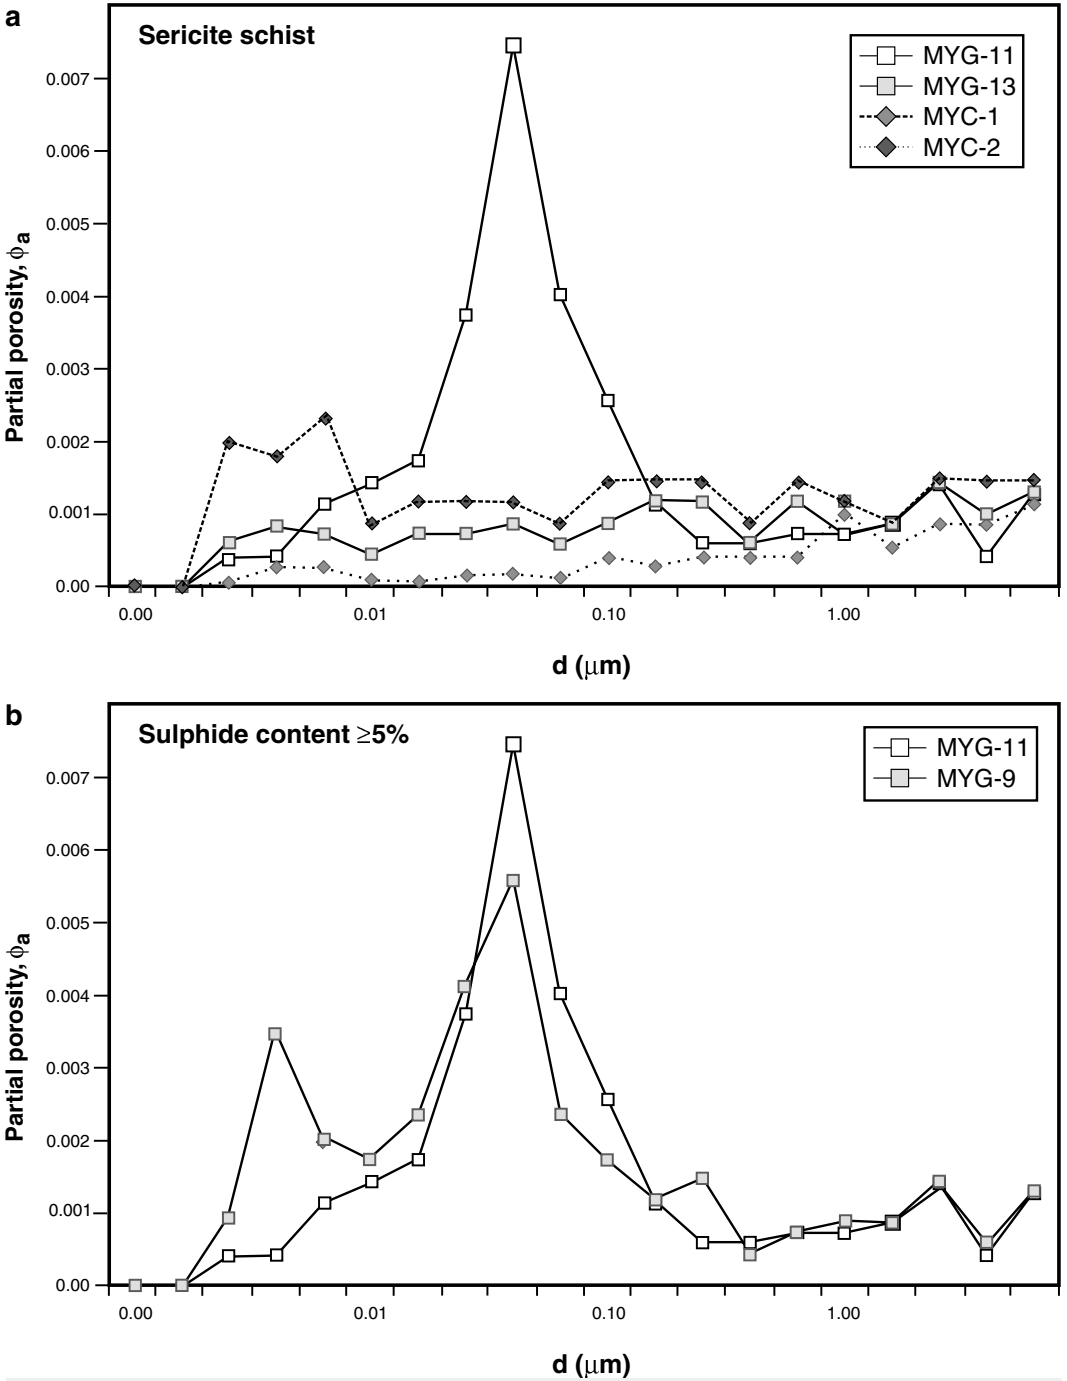 a
Sericite schist
MYG-11
MYG-13
MYC-1
MYC-2
0.007
0.006
0.005
0.004
0.003
0.002
0.001
0.00
Partial porosity, ϕa
0.00 0.01 0.10 1.00
d (μm)
b
Sulphide content ≥5%
MYG-11
MYG-9
0.007
0.006
0.005
0.004
0.003
0.002
0.001
0.00
Partial porosity, ϕa
0.00 0.01 0.10 1.00
d (μm)